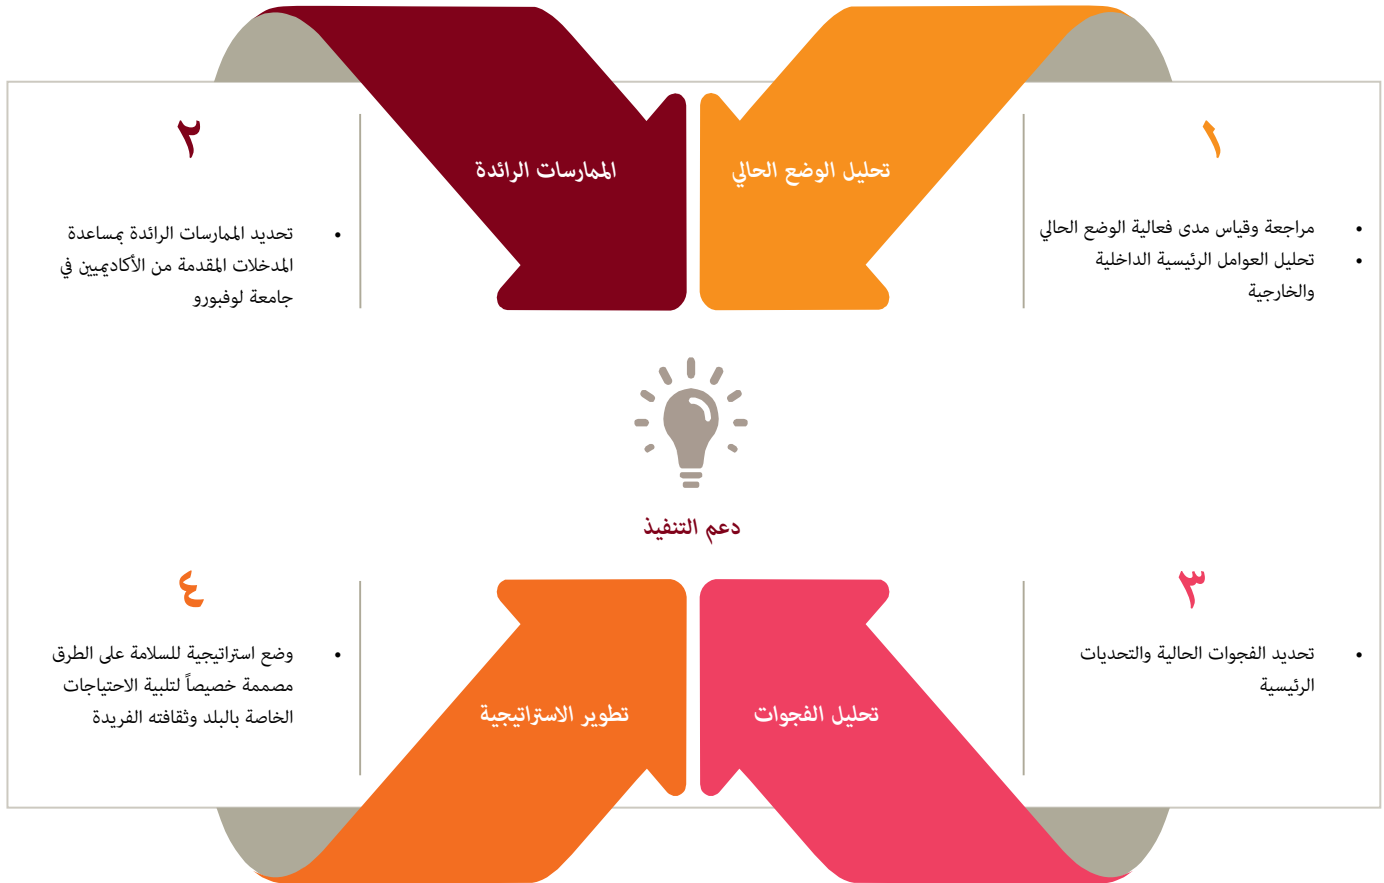 ١
تحليل الوضع الحالي
مراجعة وقياس مدى فعالية الوضع الحالي
تحليل العوامل الرئيسية الداخلية
والخارجية
٢
الممارسات الرائدة
تحديد الممارسات الرائدة بمساعدة
المدخلات المقدمة من الأكاديميين في
جامعة لوفبورو
دعم التنفيذ
٣
تحليل الفجوات
تحديد الفجوات الحالية والتحديات
الرئيسية
٤
تطوير الاستراتيجية
وضع استراتيجية للسلامة على الطرق
مصممة خصيصاً لتلبية الاحتياجات
الخاصة بالبلد وثقافته الفريدة